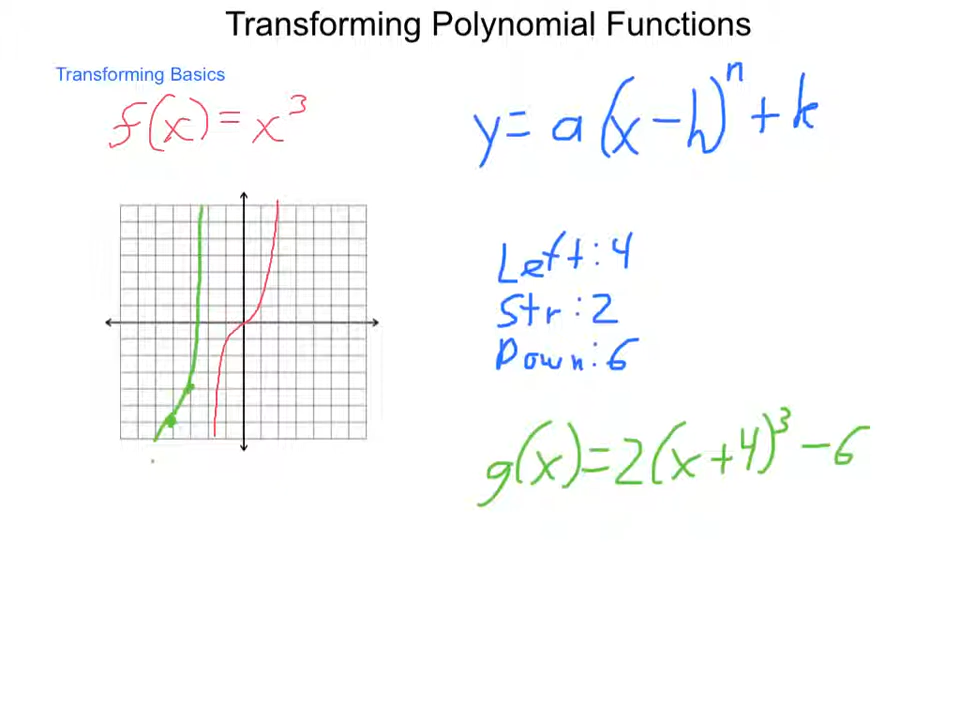 Transforming Polynomial Functions
Transforming Basics
f(x) = x³
y = a(x − h)ⁿ + k
Left: 4
Str: 2
Down: 6
g(x) = 2(x + 4)³ − 6